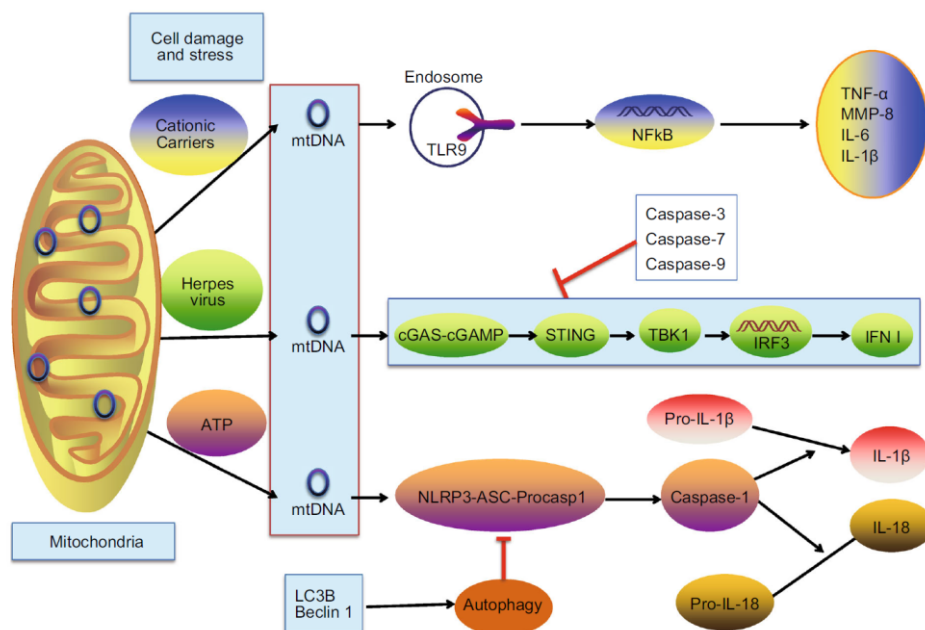 Cell damage
and stress
Cationic
Carriers
mtDNA
Endosome
TLR9
NFkB
TNF-α
MMP-8
IL-6
IL-1β
Caspase-3
Caspase-7
Caspase-9
Herpes
virus
mtDNA
cGAS-cGAMP
STING
TBK1
IRF3
IFN I
ATP
mtDNA
NLRP3-ASC-Procasp1
Caspase-1
Pro-IL-1β
IL-1β
IL-18
Pro-IL-18
Mitochondria
LC3B
Beclin 1
Autophagy